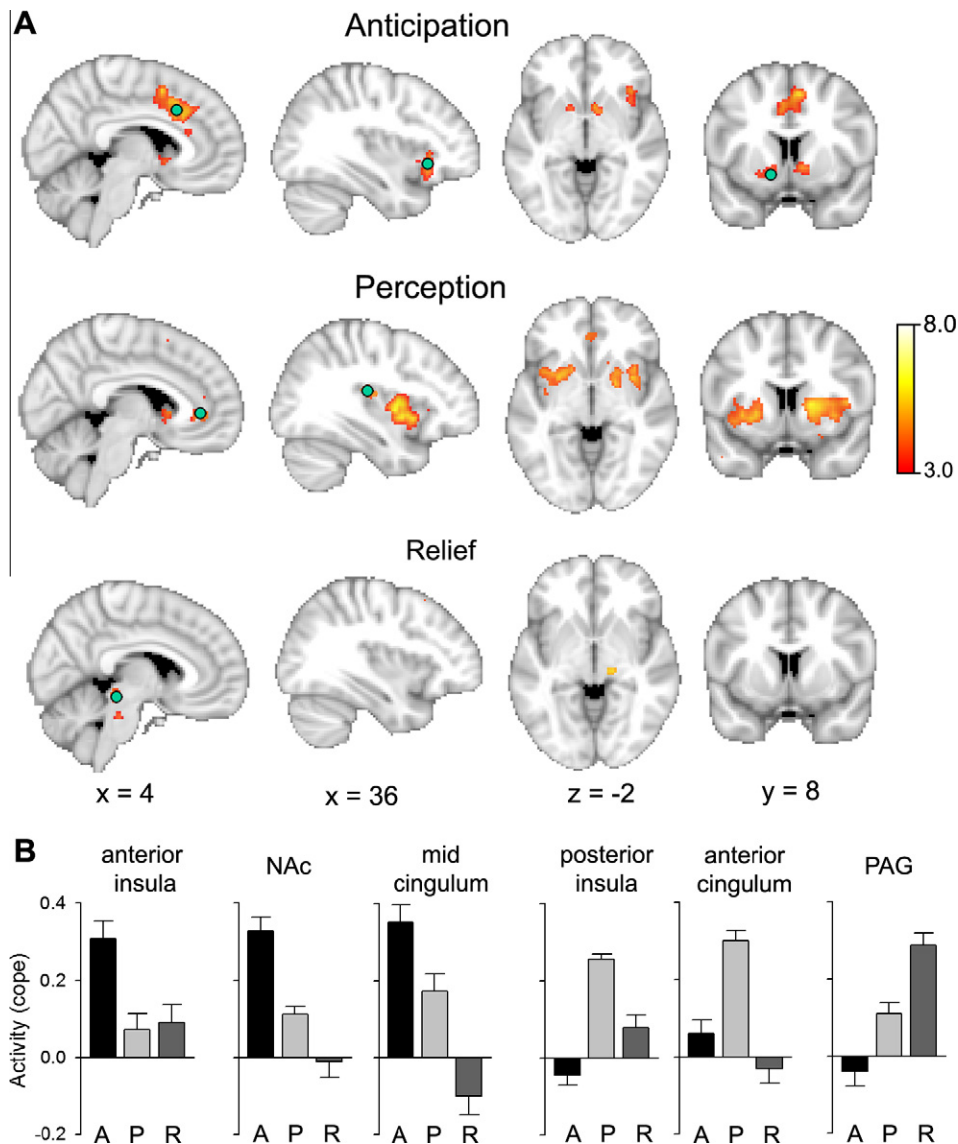 A
Anticipation
Perception
8.0
3.0
Relief
x = 4 x = 36 z = -2 y = 8
B
anterior insula
NAc
mid cingulum
posterior insula
anterior cingulum
PAG
Activity (cope)
0.4
0.2
0.0
-0.2
A P R A P R A P R A P R A P R A P R